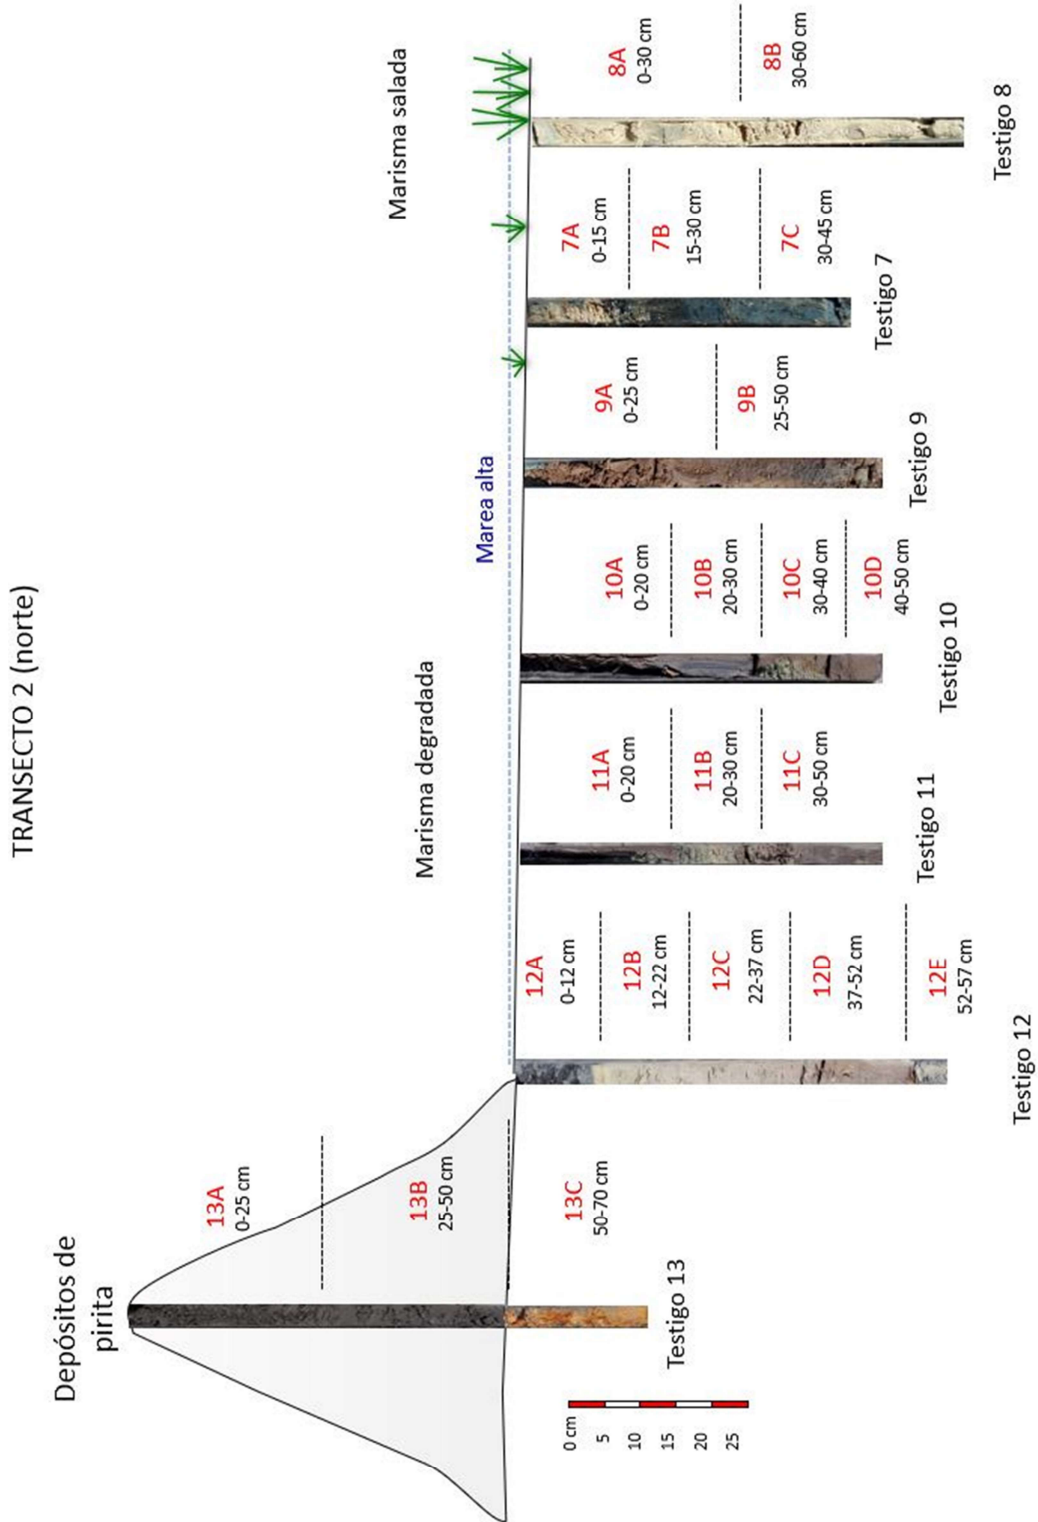 TRANSECTO 2 (norte)
Depósitos de
pirita
Marisma degradada
Marisma salada
Marea alta
13A
0-25 cm
13B
25-50 cm
13C
50-70 cm
Testigo 13
12A
0-12 cm
12B
12-22 cm
12C
22-37 cm
12D
37-52 cm
12E
52-57 cm
Testigo 12
11A
0-20 cm
11B
20-30 cm
11C
30-50 cm
Testigo 11
10A
0-20 cm
10B
20-30 cm
10C
30-40 cm
10D
40-50 cm
Testigo 10
9A
0-25 cm
9B
25-50 cm
Testigo 9
7A
0-15 cm
7B
15-30 cm
7C
30-45 cm
Testigo 7
8A
0-30 cm
8B
30-60 cm
Testigo 8
0 cm
5
10
15
20
25